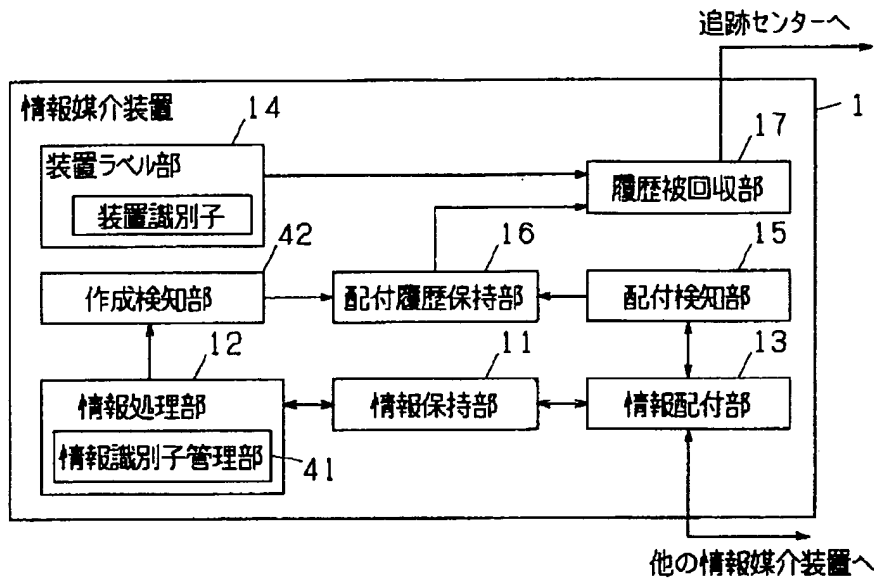 追跡センターへ
情報媒介装置
1
14
装置ラベル部
装置識別子
17
履歴被回収部
42
作成検知部
16
配付履歴保持部
15
配付検知部
12
情報処理部
情報識別子管理部
41
11
情報保持部
13
情報配付部
他の情報媒介装置へ